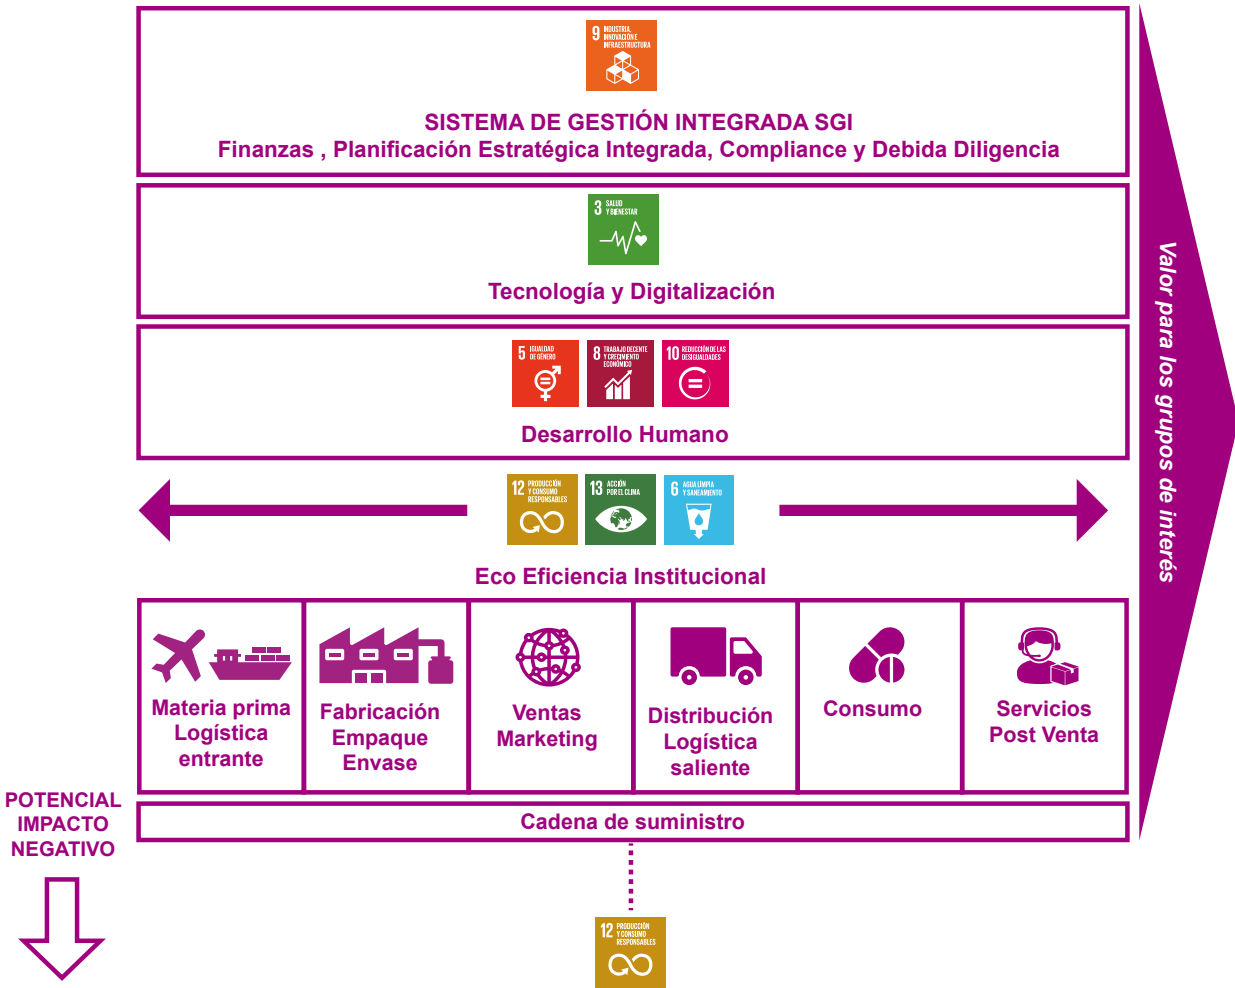 9 INDUSTRIA,
INNOVACIÓN E
INFRAESTRUCTURA
SISTEMA DE GESTIÓN INTEGRADA SGI
Finanzas , Planificación Estratégica Integrada, Compliance y Debida Diligencia
3 SALUD
Y BIENESTAR
Tecnología y Digitalización
5 IGUALDAD
DE GÉNERO
8 TRABAJO DECENTE
Y CRECIMIENTO
ECONÓMICO
10 REDUCCIÓN DE LAS
DESIGUALDADES
Desarrollo Humano
12 PRODUCCIÓN
Y CONSUMO
RESPONSABLES
13 ACCIÓN
POR EL CLIMA
6 AGUA LIMPIA
Y SANEAMIENTO
Eco Eficiencia Institucional
Materia prima
Logística
entrante
Fabricación
Empaque
Envase
Ventas
Marketing
Distribución
Logística
saliente
Consumo
Servicios
Post Venta
Cadena de suministro
Valor para los grupos de interés
POTENCIAL
IMPACTO
NEGATIVO
12 PRODUCCIÓN
Y CONSUMO
RESPONSABLES